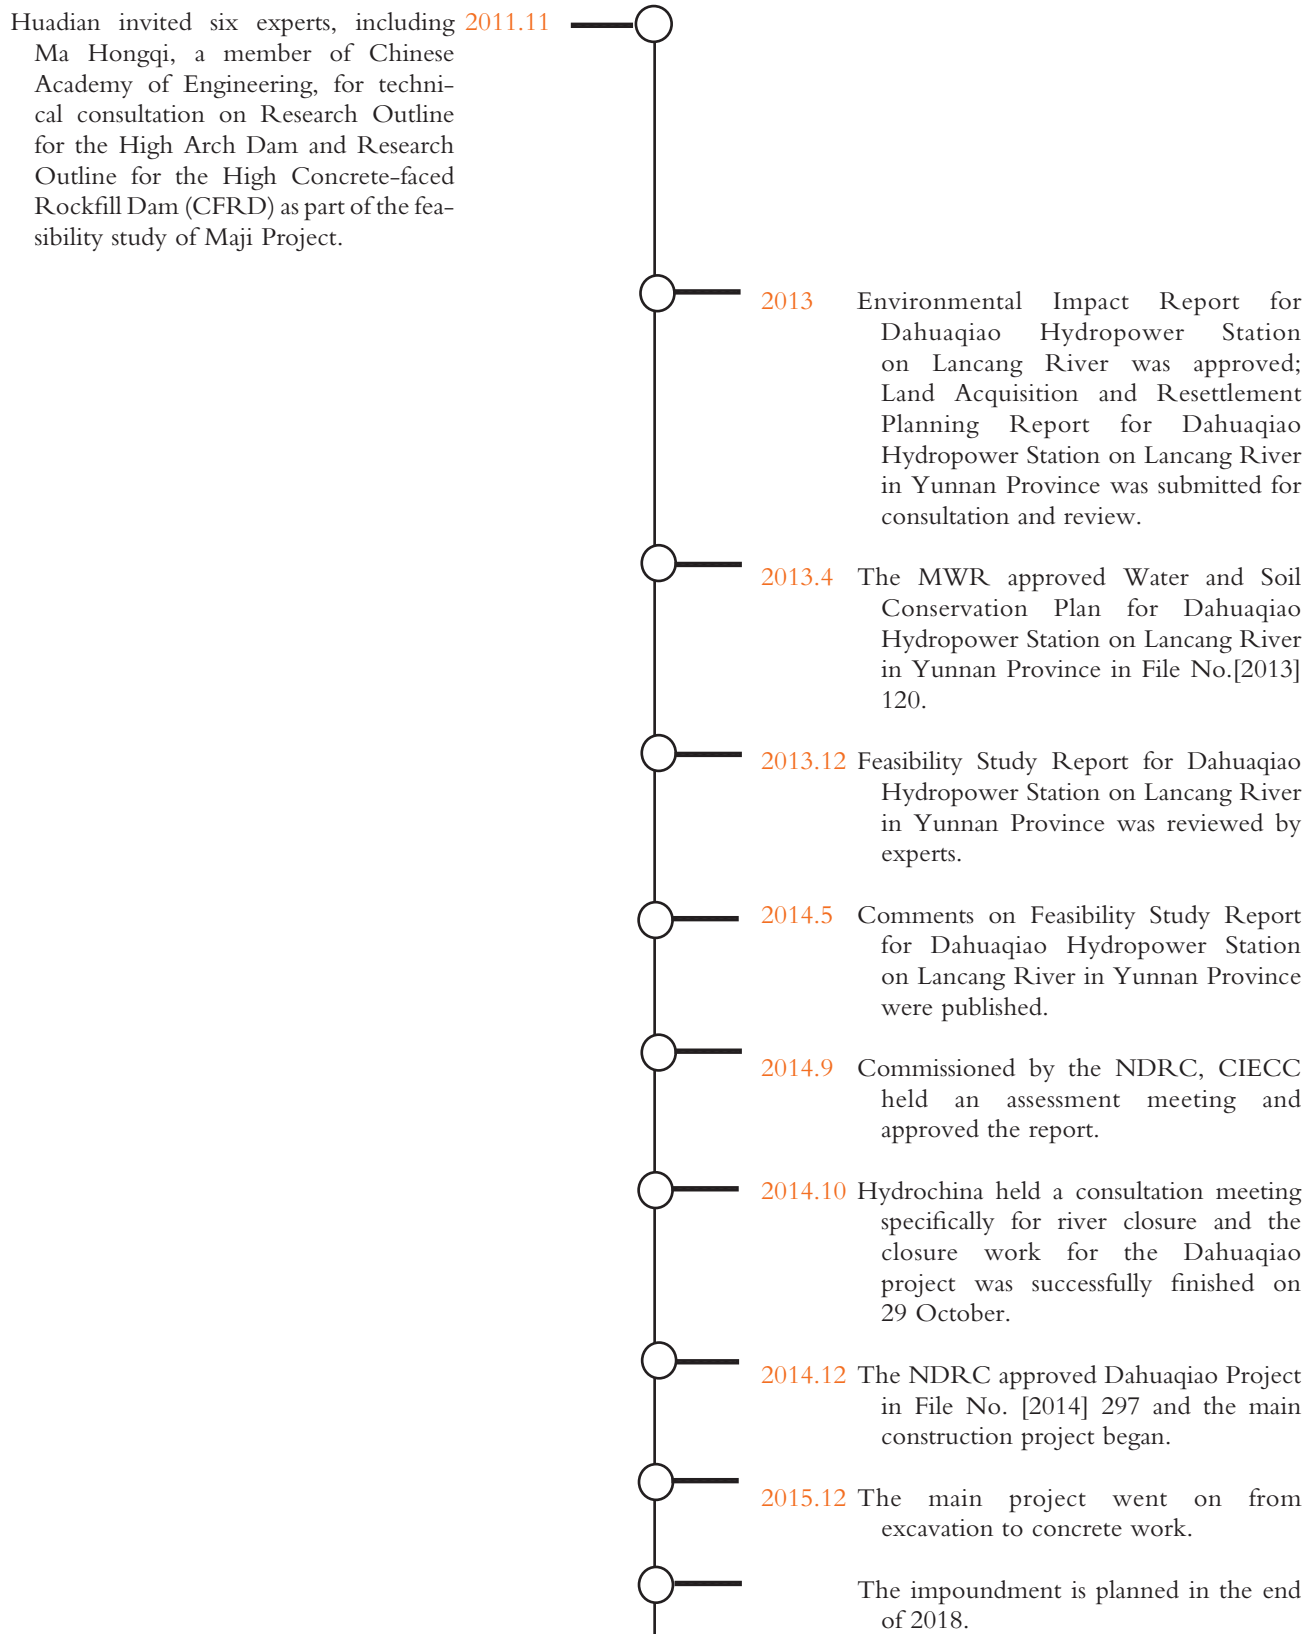 Huadian invited six experts, including 2011.11
Ma Hongqi, a member of Chinese
Academy of Engineering, for techni-
cal consultation on Research Outline
for the High Arch Dam and Research
Outline for the High Concrete-faced
Rockfill Dam (CFRD) as part of the fea-
sibility study of Maji Project.
2013 Environmental Impact Report for
Dahuaqiao Hydropower Station
on Lancang River was approved;
Land Acquisition and Resettlement
Planning Report for Dahuaqiao
Hydropower Station on Lancang River
in Yunnan Province was submitted for
consultation and review.
2013.4 The MWR approved Water and Soil
Conservation Plan for Dahuaqiao
Hydropower Station on Lancang River
in Yunnan Province in File No.[2013]
120.
2013.12 Feasibility Study Report for Dahuaqiao
Hydropower Station on Lancang River
in Yunnan Province was reviewed by
experts.
2014.5 Comments on Feasibility Study Report
for Dahuaqiao Hydropower Station
on Lancang River in Yunnan Province
were published.
2014.9 Commissioned by the NDRC, CIECC
held an assessment meeting and
approved the report.
2014.10 Hydrochina held a consultation meeting
specifically for river closure and the
closure work for the Dahuaqiao
project was successfully finished on
29 October.
2014.12 The NDRC approved Dahuaqiao Project
in File No. [2014] 297 and the main
construction project began.
2015.12 The main project went on from
excavation to concrete work.
The impoundment is planned in the end
of 2018.